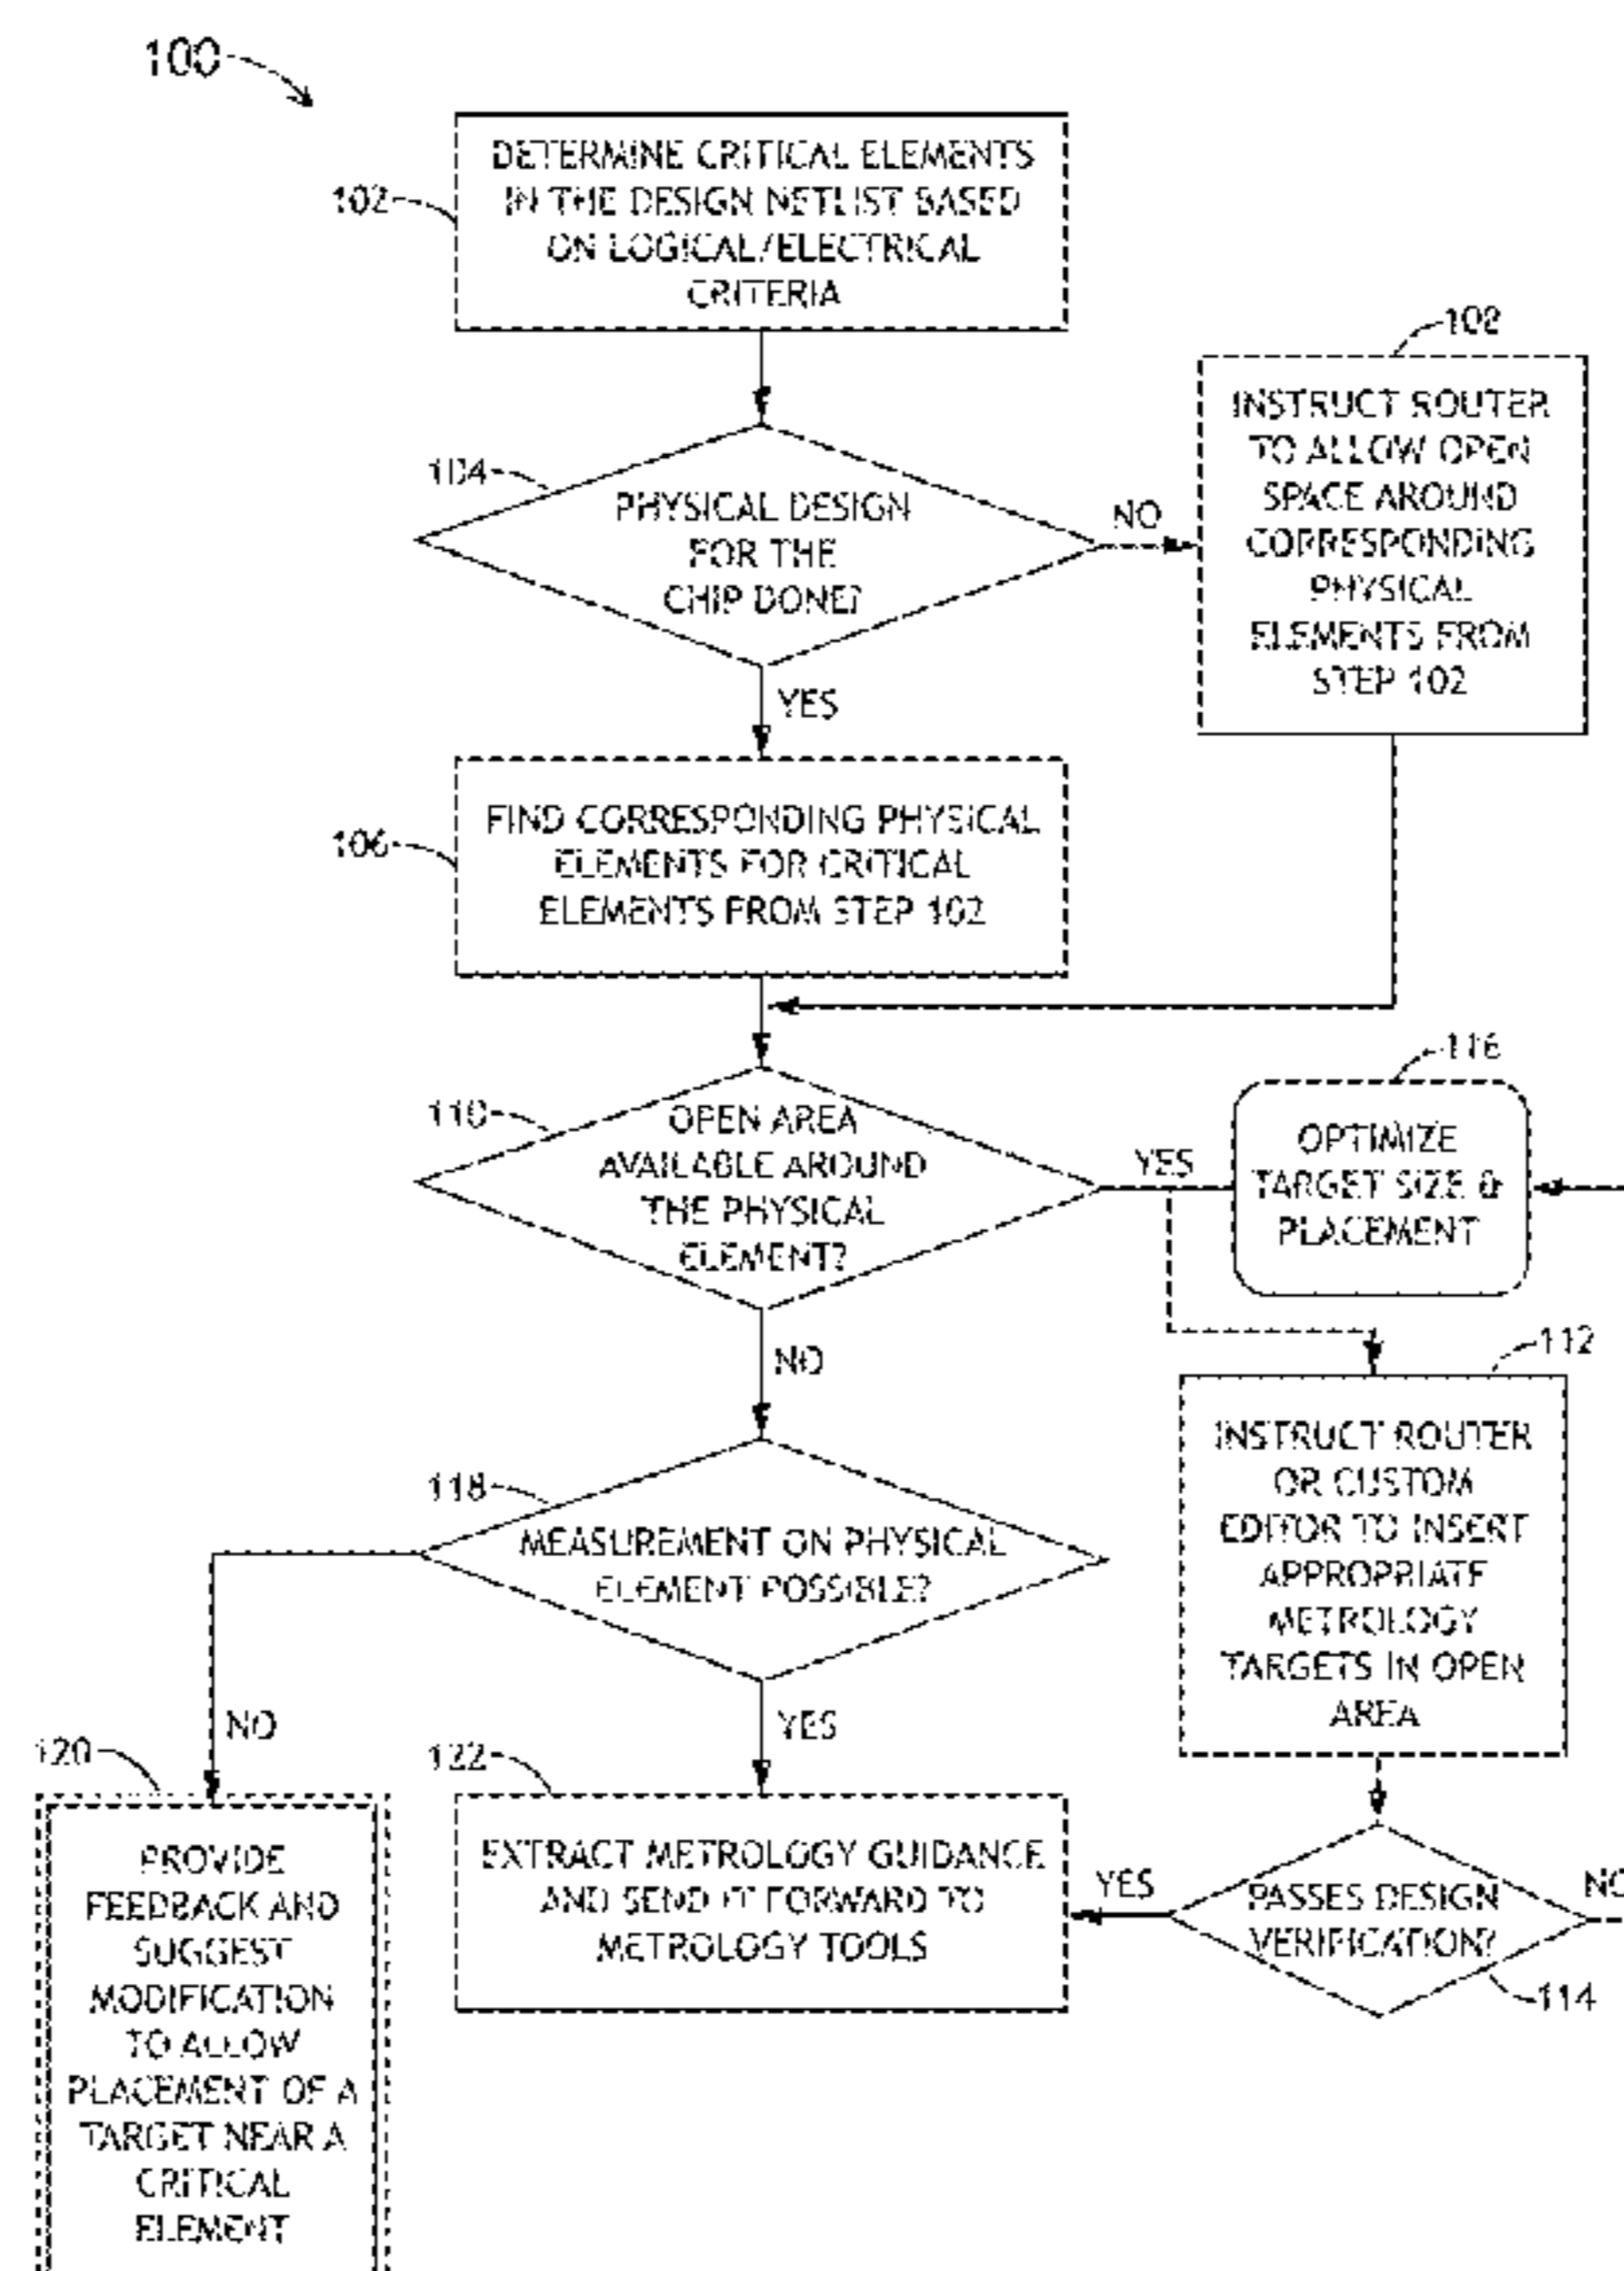 100
102
DETERMINE CRITICAL ELEMENTS
IN THE DESIGN NETLIST BASED
ON LOGICAL/ELECTRICAL
CRITERIA
104
PHYSICAL DESIGN
FOR THE
CHIP DONE?
NO
108
INSTRUCT ROUTER
TO ALLOW OPEN
SPACE AROUND
CORRESPONDING
PHYSICAL
ELEMENTS FROM
STEP 102
YES
106
FIND CORRESPONDING PHYSICAL
ELEMENTS FOR CRITICAL
ELEMENTS FROM STEP 102
110
OPEN AREA
AVAILABLE AROUND
THE PHYSICAL
ELEMENT?
YES
116
OPTIMIZE
TARGET SIZE &
PLACEMENT
NO
112
INSTRUCT ROUTER
OR CUSTOM
EDITOR TO INSERT
APPROPRIATE
METROLOGY
TARGETS IN OPEN
AREA
118
MEASUREMENT ON PHYSICAL
ELEMENT POSSIBLE?
NO
YES
120
PROVIDE
FEEDBACK AND
SUGGEST
MODIFICATION
TO ALLOW
PLACEMENT OF A
TARGET NEAR A
CRITICAL
ELEMENT
122
EXTRACT METROLOGY GUIDANCE
AND SEND IT FORWARD TO
METROLOGY TOOLS
YES
PASSES DESIGN
VERIFICATION?
NO
114